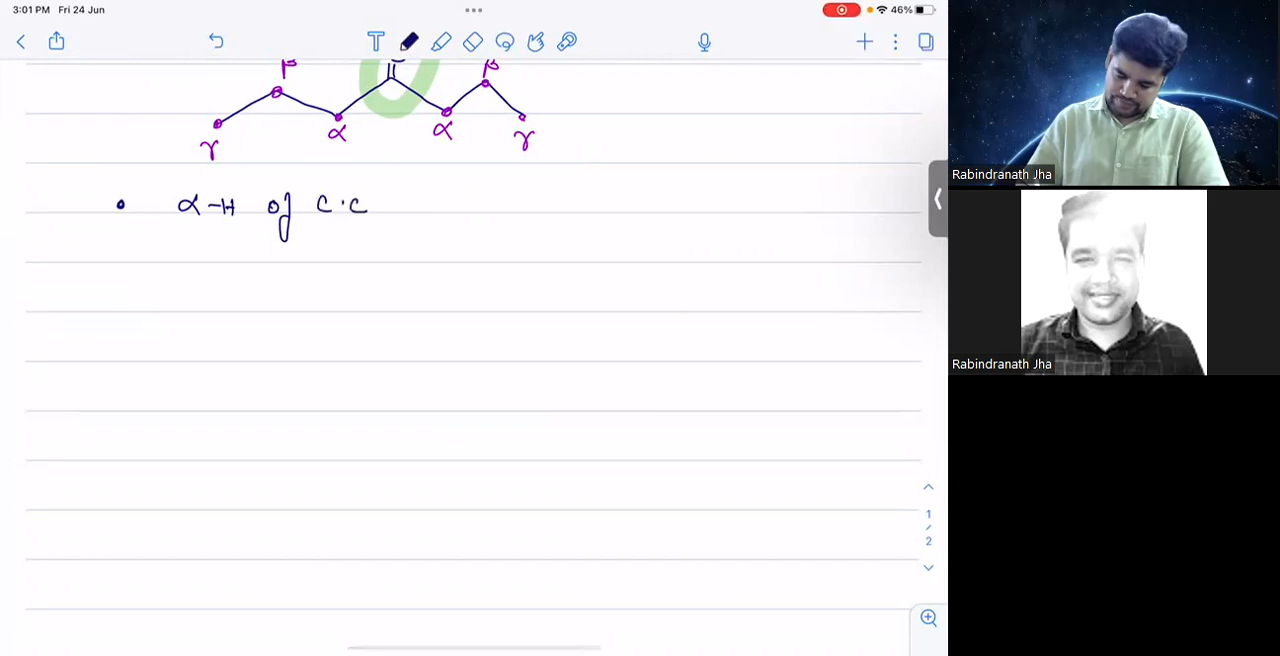 3:01 PM Fri 24 Jun
46%
T
β β
α α
γ γ
• α-H of C.C
1
/
2
Rabindranath Jha
Rabindranath Jha